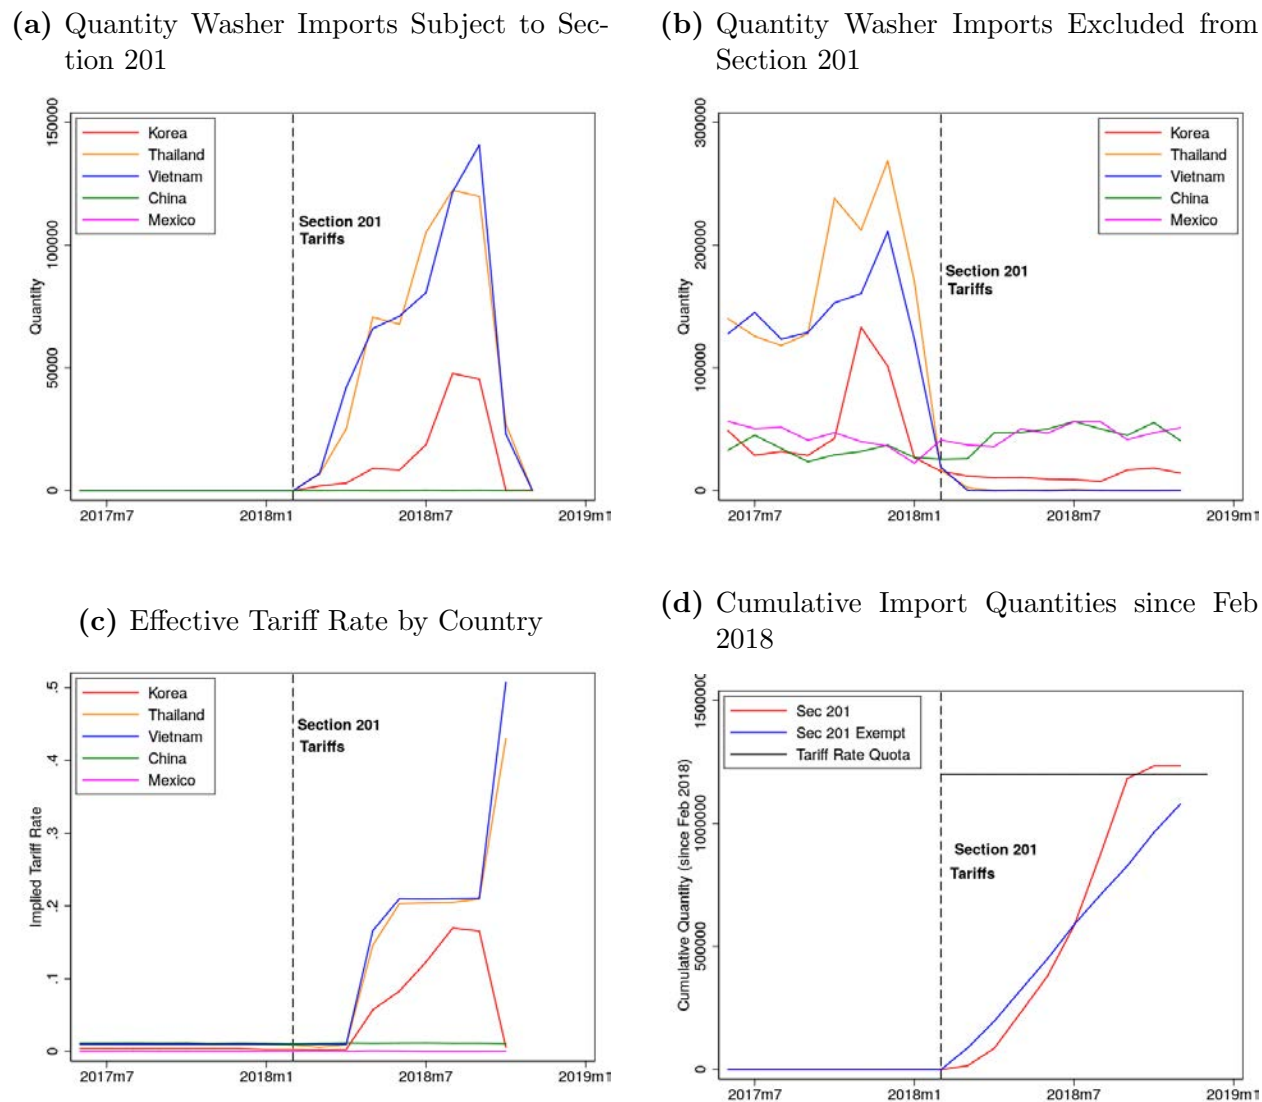 (a) Quantity Washer Imports Subject to Sec-
tion 201
150000
100000
50000
0
Quantity
Korea
Thailand
Vietnam
China
Mexico
Section 201
Tariffs
2017m7
2018m1
2018m7
2019m1
(b) Quantity Washer Imports Excluded from
Section 201
300000
200000
100000
0
Quantity
Korea
Thailand
Vietnam
China
Mexico
Section 201
Tariffs
2017m7
2018m1
2018m7
2019m1
(c) Effective Tariff Rate by Country
.5
.4
.3
.2
.1
0
Implied Tariff Rate
Korea
Thailand
Vietnam
China
Mexico
Section 201
Tariffs
2017m7
2018m1
2018m7
2019m1
(d) Cumulative Import Quantities since Feb
2018
1500000
1000000
500000
0
Cumulative Quantity (since Feb 2018)
Sec 201
Sec 201 Exempt
Tariff Rate Quota
Section 201
Tariffs
2017m7
2018m1
2018m7
2019m1